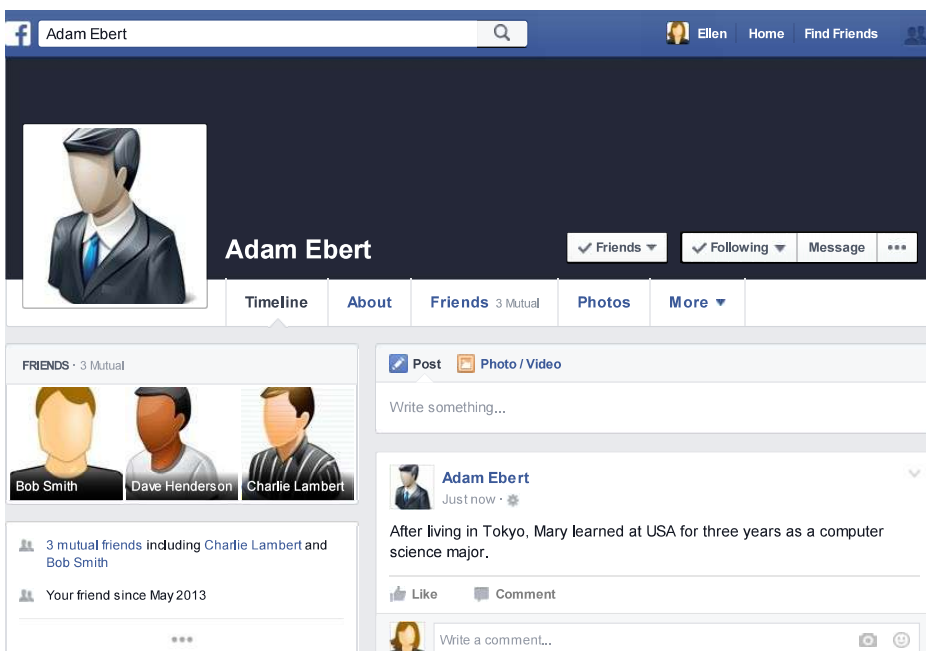 f Adam Ebert Ellen Home Find Friends
Adam Ebert Friends Following Message
Timeline About Friends 3 Mutual Photos More
FRIENDS · 3 Mutual
Bob Smith Dave Henderson Charlie Lambert
3 mutual friends including Charlie Lambert and
Bob Smith
Your friend since May 2013
Post Photo / Video
Write something...
Adam Ebert
Just now ·
After living in Tokyo, Mary learned at USA for three years as a computer
science major.
Like Comment
Write a comment...